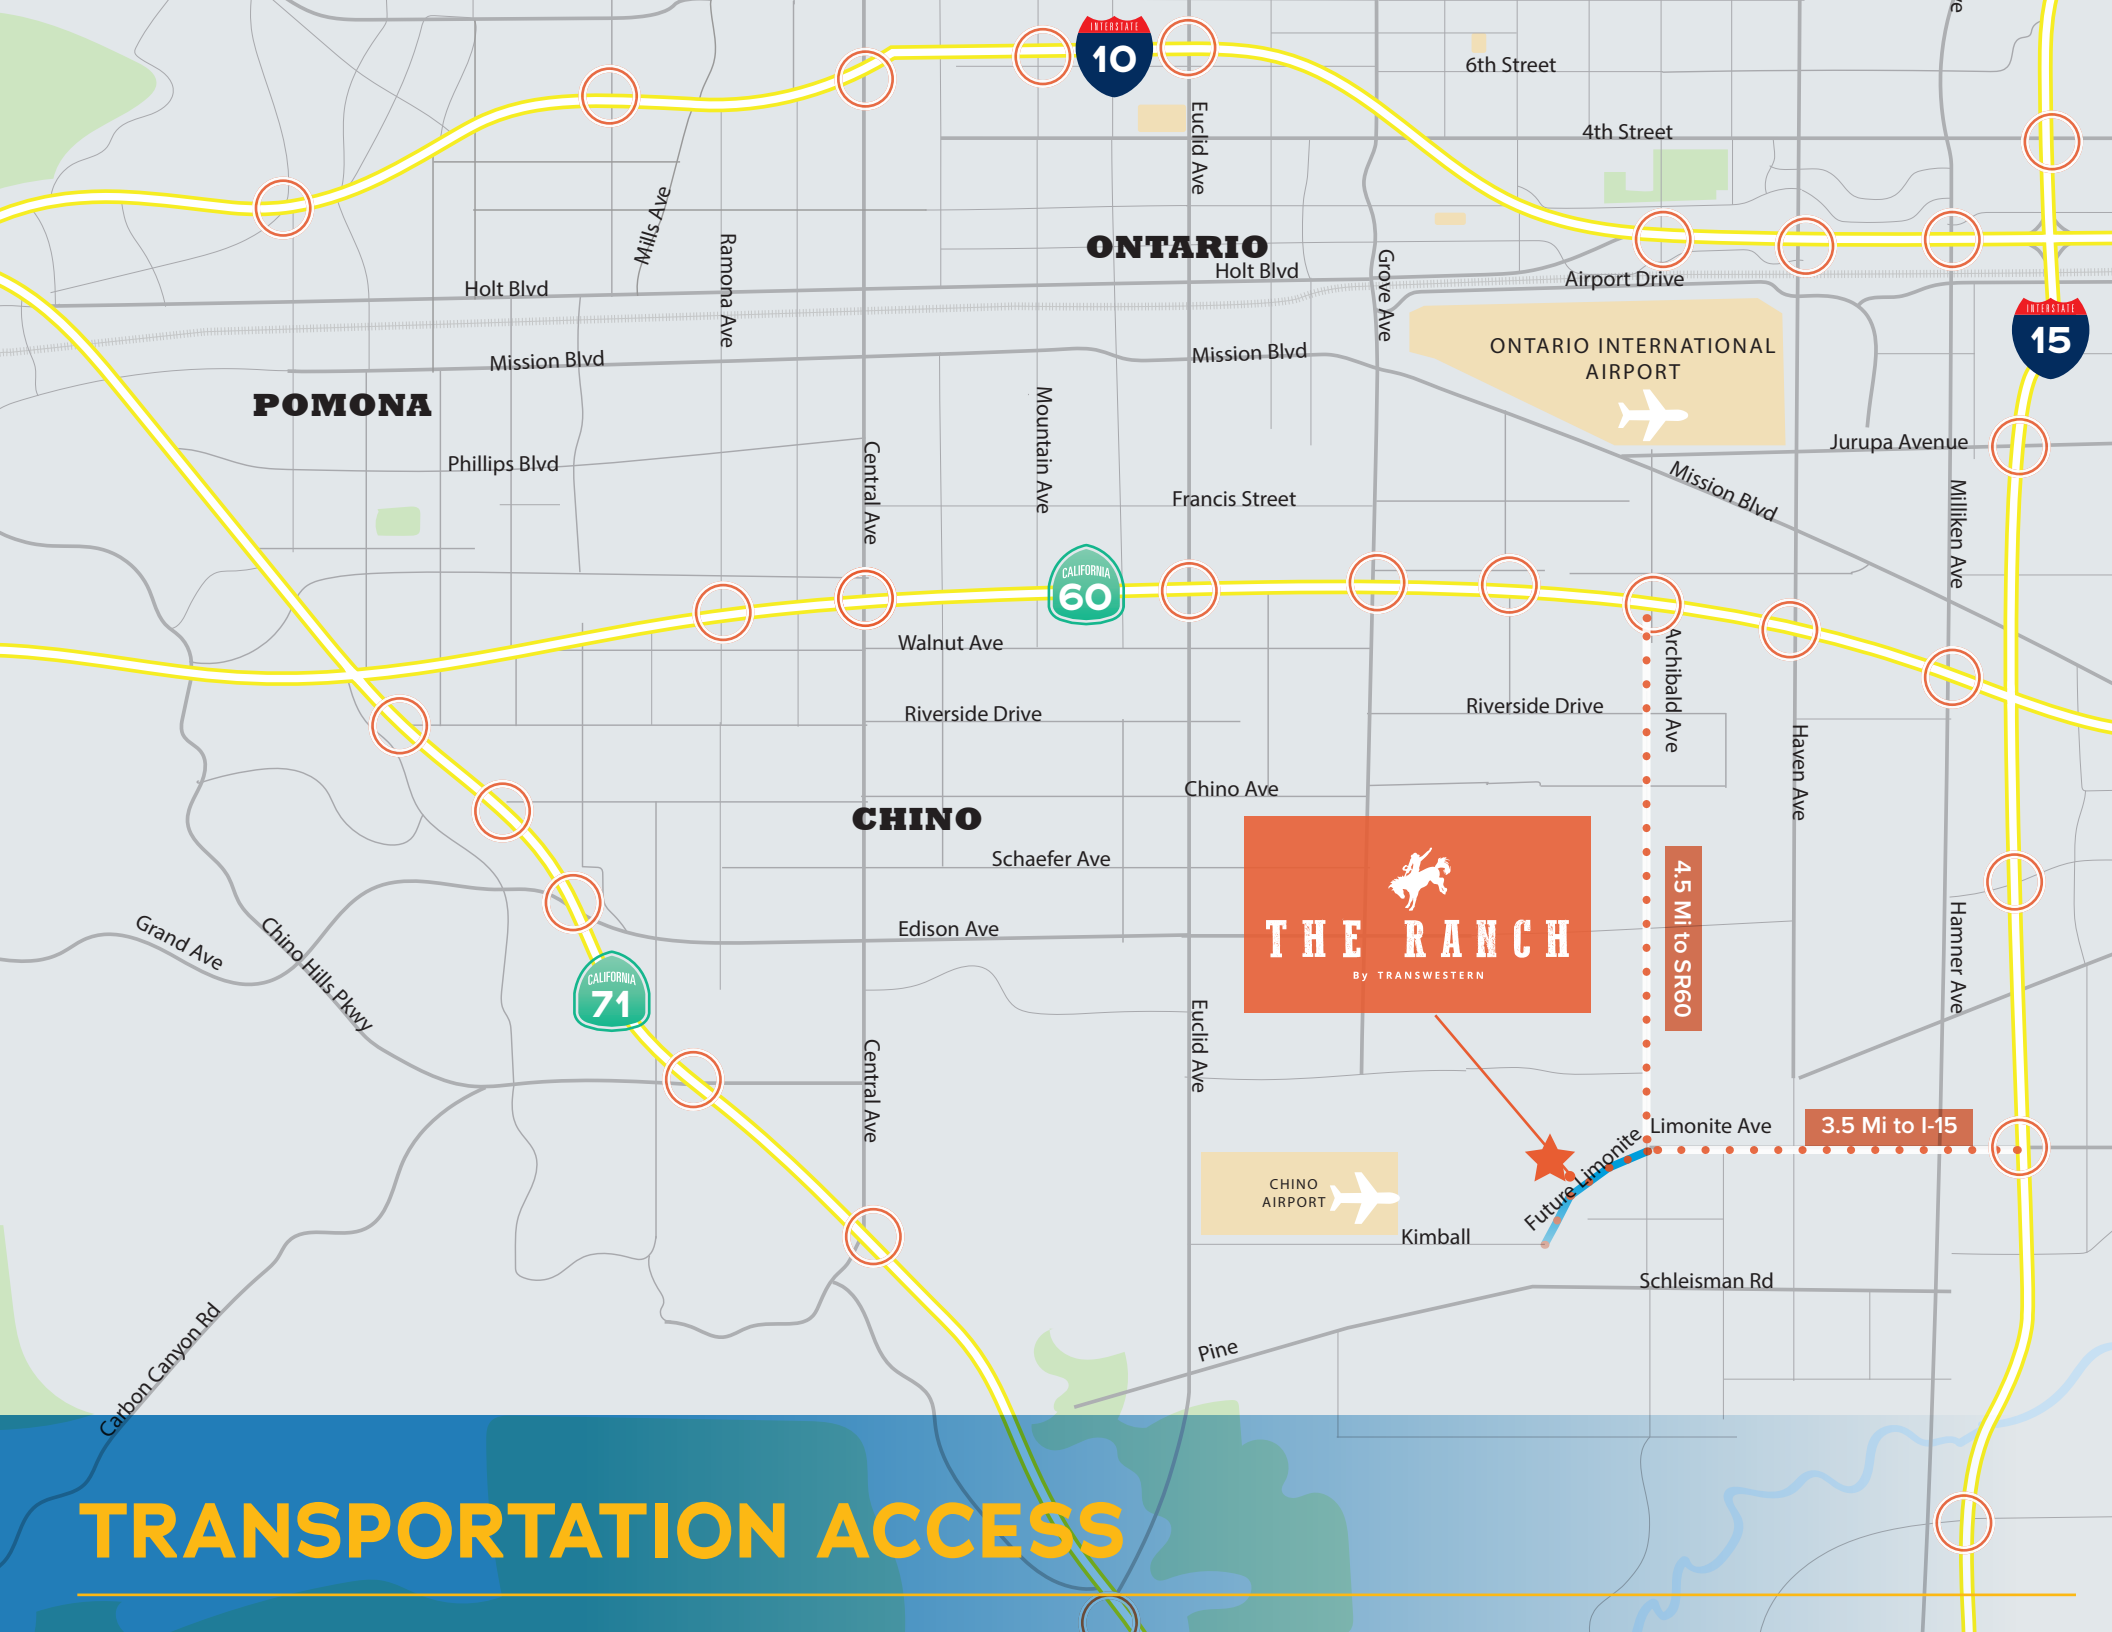 ve
INTERSTATE
10
6th Street
4th Street
Euclid Ave
Mills Ave
Ramona Ave
ONTARIO
Holt Blvd
Grove Ave
Airport Drive
Holt Blvd
INTERSTATE
15
ONTARIO INTERNATIONAL
AIRPORT
Mission Blvd
Mission Blvd
POMONA
Mountain Ave
Central Ave
Phillips Blvd
Jurupa Avenue
Mission Blvd
Milliken Ave
Francis Street
CALIFORNIA
60
Walnut Ave
Archibald Ave
Riverside Drive
Riverside Drive
Haven Ave
Chino Ave
CHINO
Schaefer Ave
THE RANCH
By TRANSWESTERN
4.5 Mi to SR60
Edison Ave
Hamner Ave
Grand Ave
Chino Hills Pkwy
CALIFORNIA
71
Euclid Ave
Central Ave
Limonite Ave
3.5 Mi to I-15
Future Limonite
CHINO
AIRPORT
Kimball
Schleisman Rd
Pine
Carbon Canyon Rd
TRANSPORTATION ACCESS